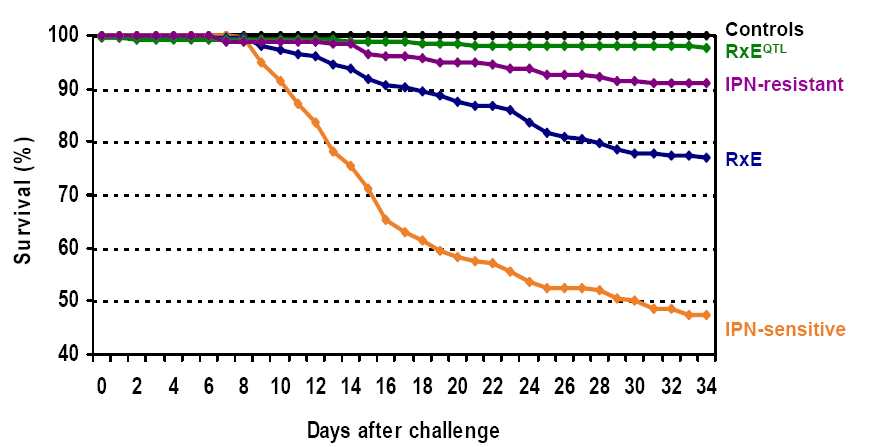 100
90
80
70
60
50
40
Survival (%)
0 2 4 6 8 10 12 14 16 18 20 22 24 26 28 30 32 34
Days after challenge
Controls
RxE^QTL
IPN-resistant
RxE
IPN-sensitive